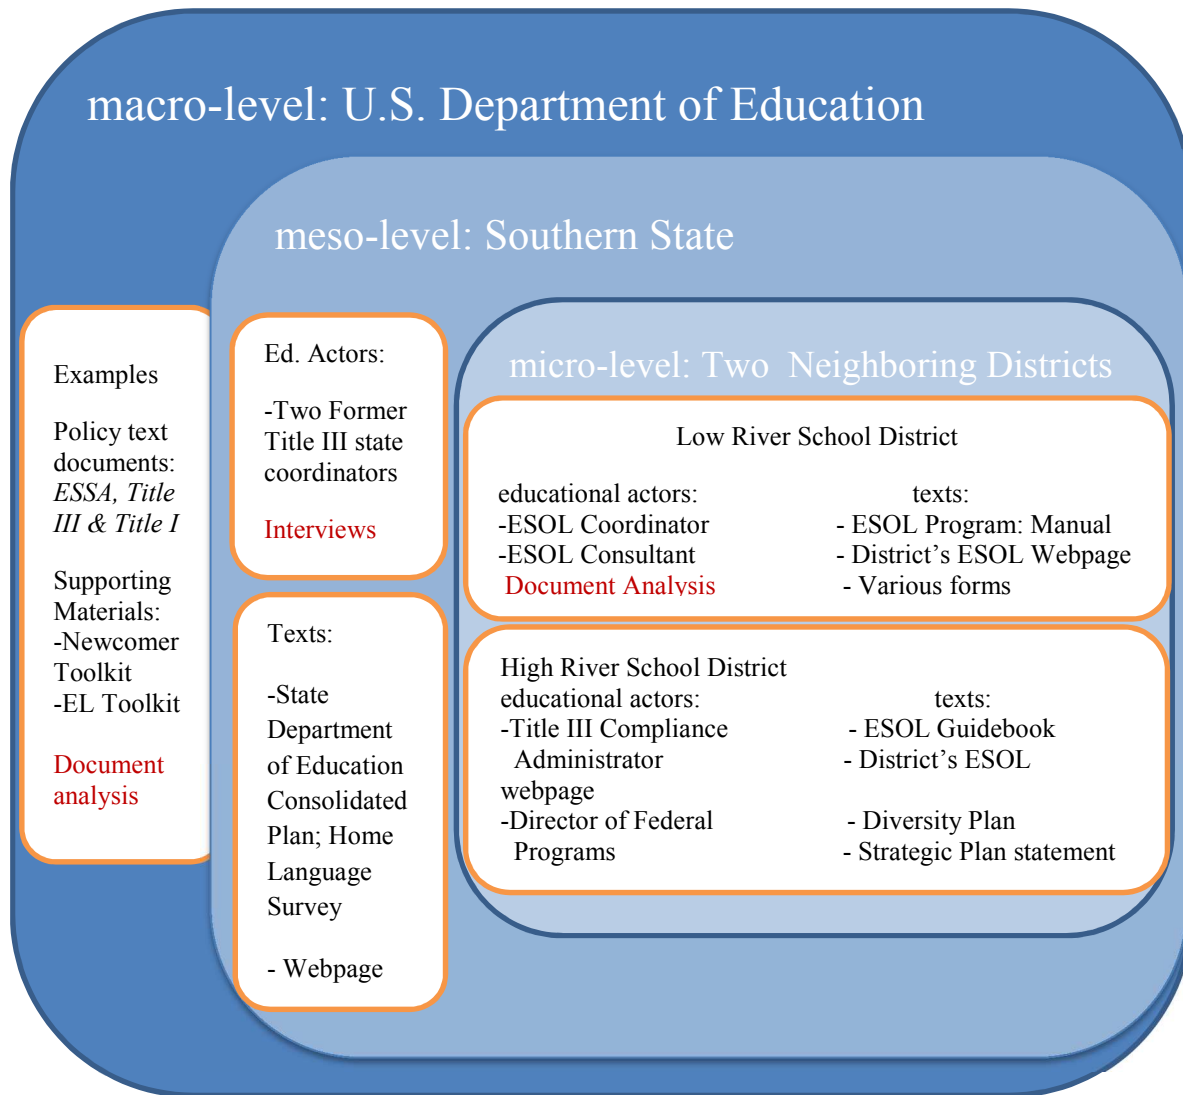 macro-level: U.S. Department of Education
meso-level: Southern State
Examples
Policy text
documents:
ESSA, Title
III & Title I
Supporting
Materials:
-Newcomer
Toolkit
-EL Toolkit
Document
analysis
Ed. Actors:
-Two Former
Title III state
coordinators
Interviews
Texts:
-State
Department
of Education
Consolidated
Plan; Home
Language
Survey
- Webpage
micro-level: Two Neighboring Districts
Low River School District
educational actors: texts:
-ESOL Coordinator - ESOL Program: Manual
-ESOL Consultant - District's ESOL Webpage
Document Analysis - Various forms
High River School District
educational actors: texts:
-Title III Compliance - ESOL Guidebook
Administrator - District's ESOL
webpage
-Director of Federal - Diversity Plan
Programs - Strategic Plan statement